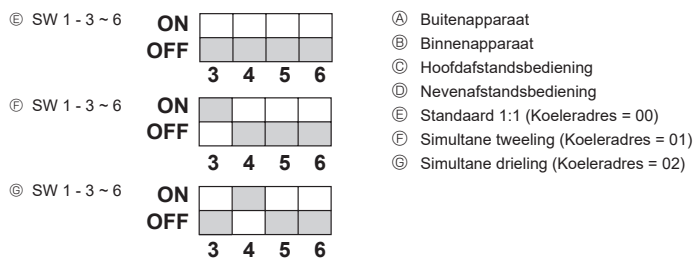 Ⓔ SW 1 - 3 ~ 6
ON
OFF
3 4 5 6
Ⓕ SW 1 - 3 ~ 6
ON
OFF
3 4 5 6
Ⓖ SW 1 - 3 ~ 6
ON
OFF
3 4 5 6
Ⓐ Buitenapparaat
Ⓑ Binnenapparaat
Ⓒ Hoofdafstandsbediening
Ⓓ Nevenafstandsbediening
Ⓔ Standaard 1:1 (Koeleradres = 00)
Ⓕ Simultane tweeling (Koeleradres = 01)
Ⓖ Simultane drieling (Koeleradres = 02)